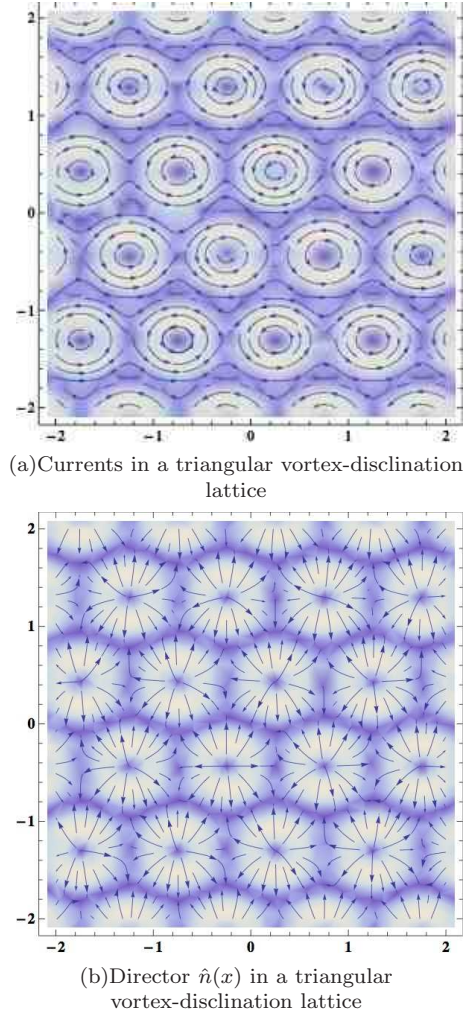 2
1
0
−1
−2
−2 −1 0 1 2
(a)Currents in a triangular vortex-disclination
lattice
2
1
0
−1
−2
−2 −1 0 1 2
(b)Director n̂(x) in a triangular
vortex-disclination lattice